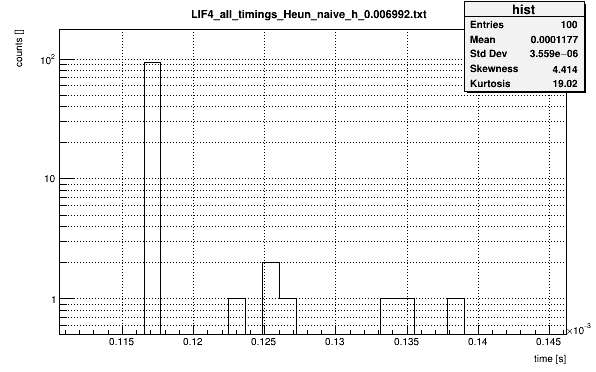 LIF4_all_timings_Heun_naive_h_0.006992.txt
hist
Entries 100
Mean 0.0001177
Std Dev 3.559e−06
Skewness 4.414
Kurtosis 19.02
counts []
10²
10
1
0.115 0.12 0.125 0.13 0.135 0.14 0.145
×10⁻³
time [s]